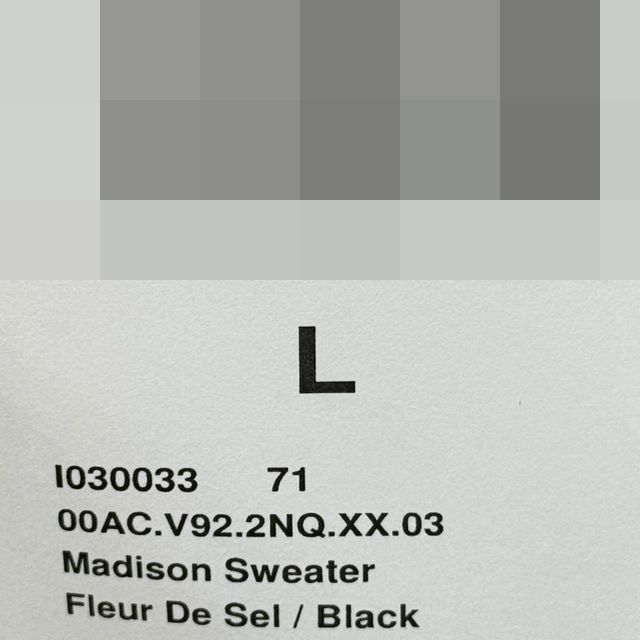 L
I030033 71
00AC.V92.2NQ.XX.03
Madison Sweater
Fleur De Sel / Black